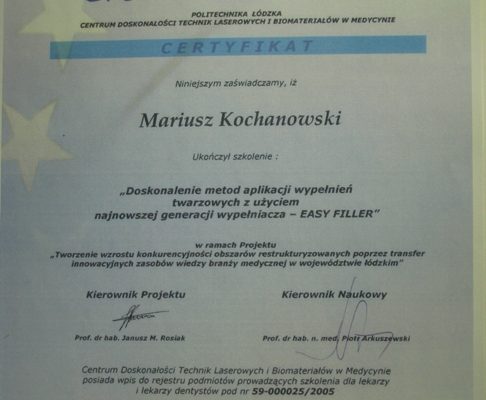 POLITECHNIKA ŁÓDZKA
CENTRUM DOSKONAŁOŚCI TECHNIK LASEROWYCH I BIOMATERIAŁÓW W MEDYCYNIE
CERTYFIKAT
Niniejszym zaświadczamy, iż
Mariusz Kochanowski
Ukończył szkolenie :
„Doskonalenie metod aplikacji wypełnień
twarzowych z użyciem
najnowszej generacji wypełniacza – EASY FILLER”
w ramach Projektu
„Tworzenie wzrostu konkurencyjności obszarów restrukturyzowanych poprzez transfer
innowacyjnych zasobów wiedzy branży medycznej w województwie łódzkim”
Kierownik Projektu
Kierownik Naukowy
Prof. dr hab. Janusz M. Rosiak
Prof. dr hab. n. med. Piotr Arkuszewski
Centrum Doskonałości Technik Laserowych i Biomateriałów w Medycynie
posiada wpis do rejestru podmiotów prowadzących szkolenia dla lekarzy
i lekarzy dentystów pod nr 59-000025/2005